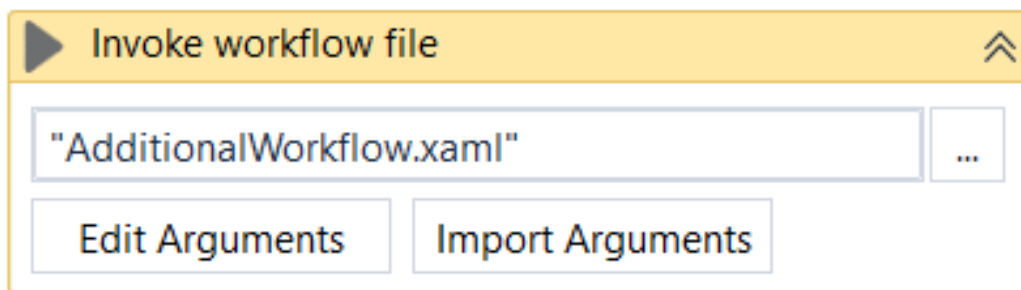 Invoke workflow file
"AdditionalWorkflow.xaml" ...
Edit Arguments Import Arguments